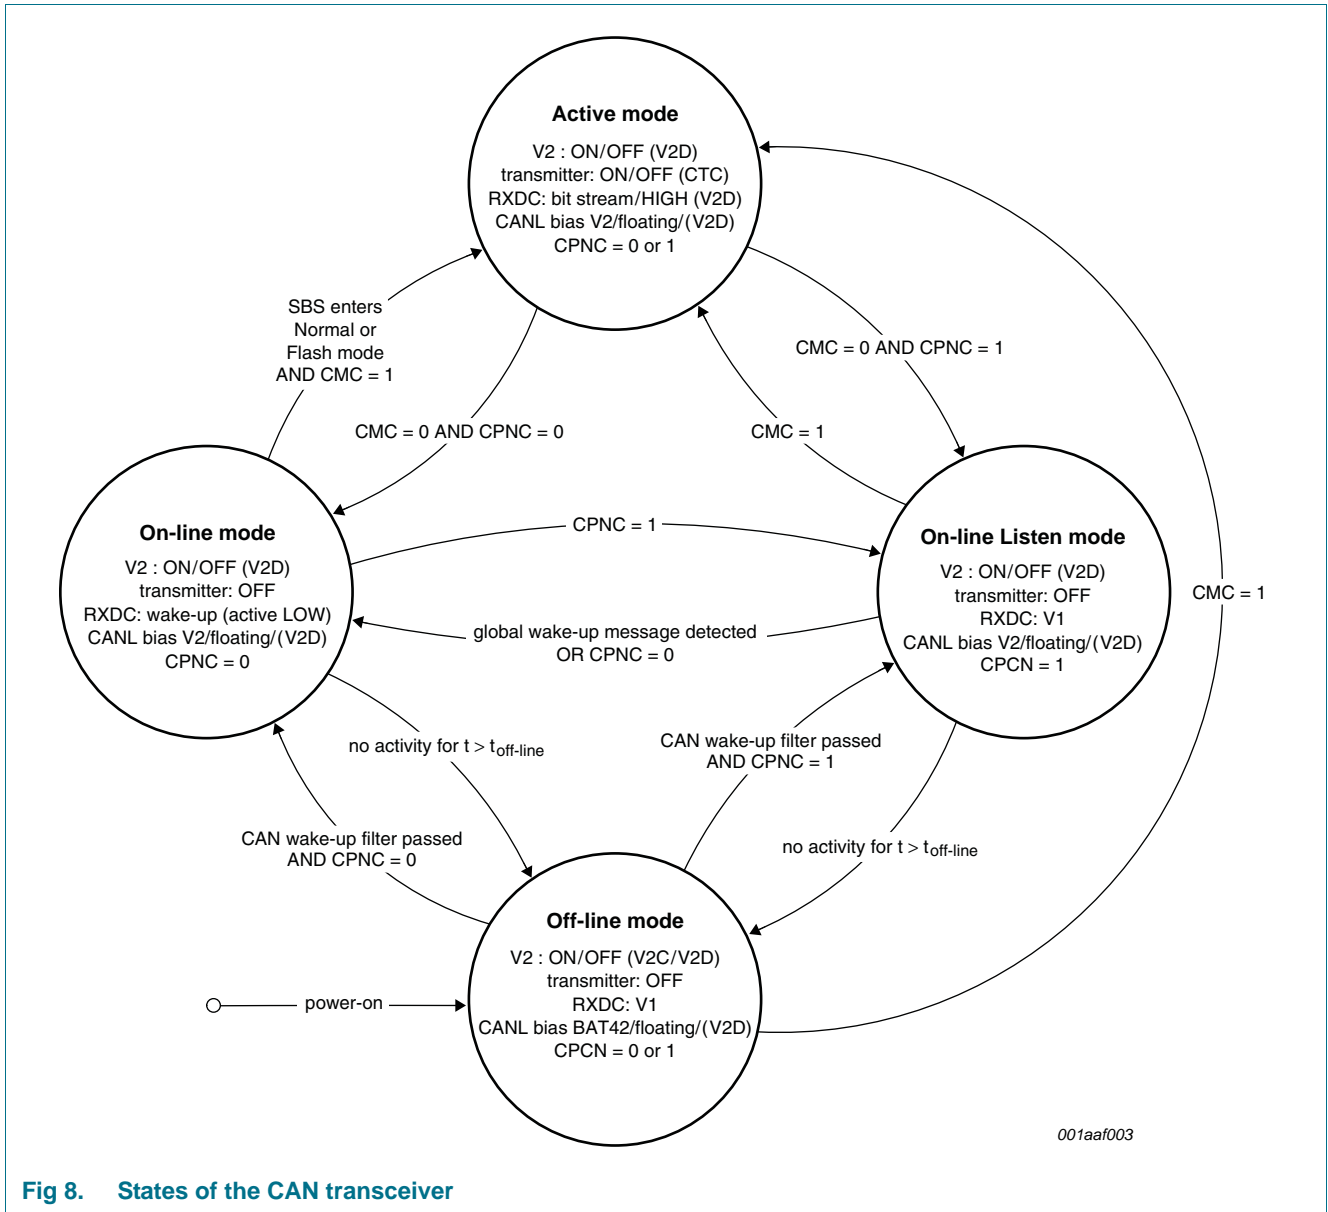 Active mode
V2 : ON/OFF (V2D)
transmitter: ON/OFF (CTC)
RXDC: bit stream/HIGH (V2D)
CANL bias V2/floating/(V2D)
CPNC = 0 or 1
SBS enters
Normal or
Flash mode
AND CMC = 1
CMC = 0 AND CPNC = 1
CMC = 0 AND CPNC = 0
CMC = 1
On-line mode
V2 : ON/OFF (V2D)
transmitter: OFF
RXDC: wake-up (active LOW)
CANL bias V2/floating/(V2D)
CPNC = 0
CPNC = 1
On-line Listen mode
V2 : ON/OFF (V2D)
transmitter: OFF
RXDC: V1
CANL bias V2/floating/(V2D)
CPCN = 1
CMC = 1
global wake-up message detected
OR CPNC = 0
no activity for t > toff-line
CAN wake-up filter passed
AND CPNC = 1
CAN wake-up filter passed
AND CPNC = 0
no activity for t > toff-line
Off-line mode
V2 : ON/OFF (V2C/V2D)
transmitter: OFF
RXDC: V1
CANL bias BAT42/floating/(V2D)
CPCN = 0 or 1
power-on
001aaf003
Fig 8. States of the CAN transceiver